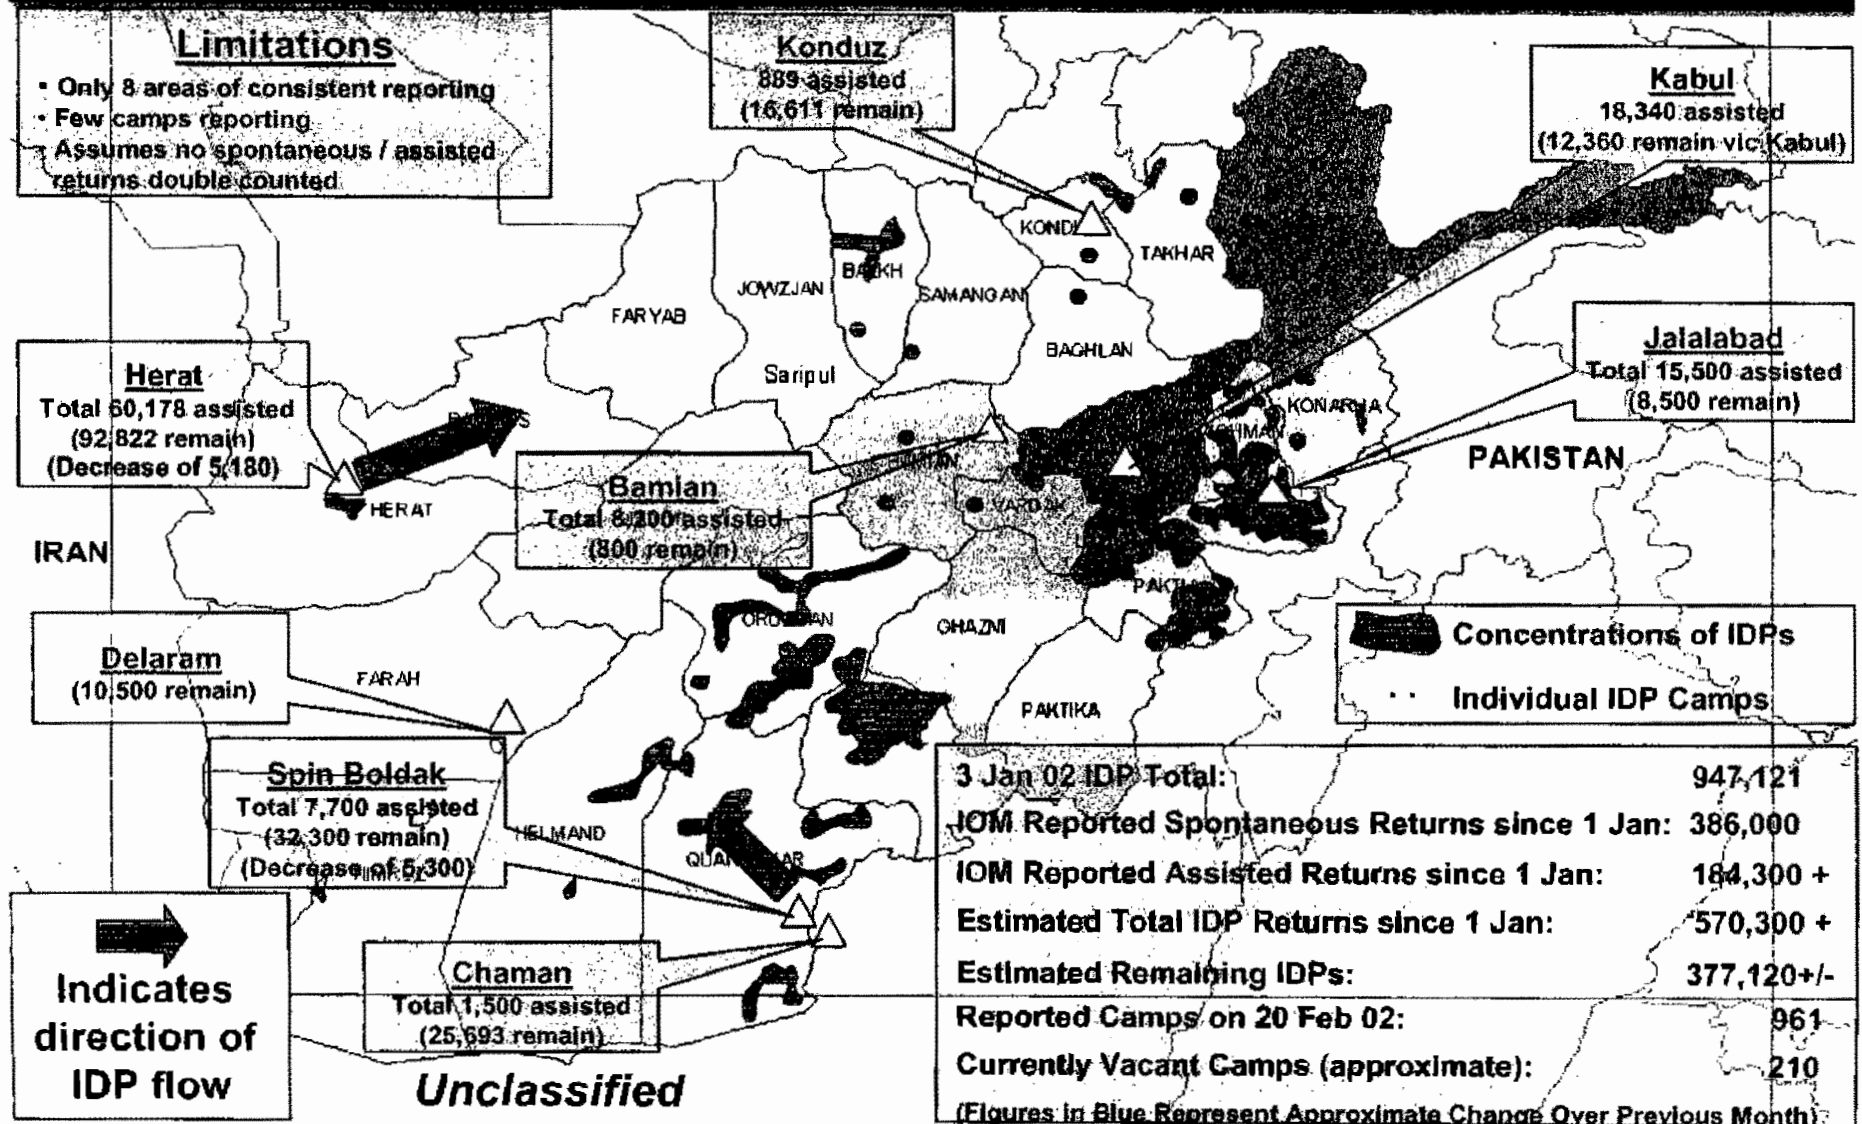 Limitations
• Only 8 areas of consistent reporting
• Few camps reporting
• Assumes no spontaneous / assisted
returns double counted
Konduz
889 assisted
(16,611 remain)
Kabul
18,340 assisted
(12,360 remain vic Kabul)
TAKHAR
JOWZJAN
SAMANGAN
FARYAB
BAGHLAN
Saripul
Herat
Total 60,178 assisted
(92,822 remain)
(Decrease of 5,180)
HERAT
Jalalabad
Total 15,500 assisted
(8,500 remain)
PAKISTAN
Bamian
Total 8,200 assisted
(800 remain)
IRAN
WARDAK
GHAZNI
PAKTIKA
FARAH
Delaram
(10,500 remain)
Concentrations of IDPs
Individual IDP Camps
Spin Boldak
Total 7,700 assisted
(32,300 remain)
(Decrease of 5,300)
HELMAND
Chaman
Total 1,500 assisted
(25,693 remain)
Indicates
direction of
IDP flow
Unclassified
3 Jan 02 IDP Total: 947,121
IOM Reported Spontaneous Returns since 1 Jan: 386,000
IOM Reported Assisted Returns since 1 Jan: 184,300 +
Estimated Total IDP Returns since 1 Jan: 570,300 +
Estimated Remaining IDPs: 377,120+/-
Reported Camps on 20 Feb 02: 961
Currently Vacant Camps (approximate): 210
(Figures in Blue Represent Approximate Change Over Previous Month)